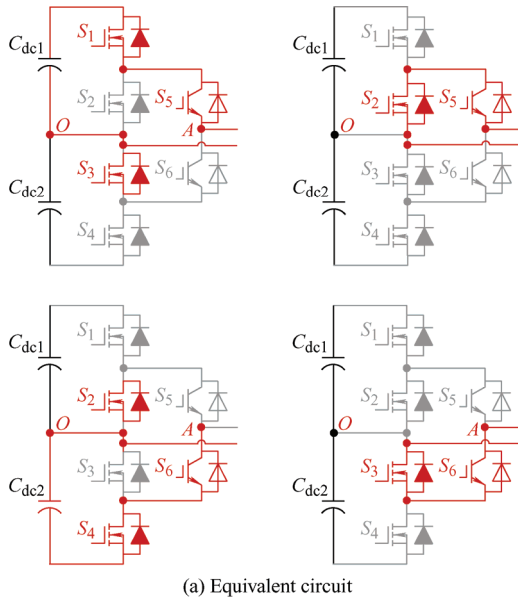 S1
Cdc1
S2
S5
O
A
S3
S6
Cdc2
S4
S1
Cdc1
S2
S5
O
A
S3
S6
Cdc2
S4
S1
Cdc1
S2
S5
O
A
S3
S6
Cdc2
S4
S1
Cdc1
S2
S5
O
A
S3
S6
Cdc2
S4
(a) Equivalent circuit